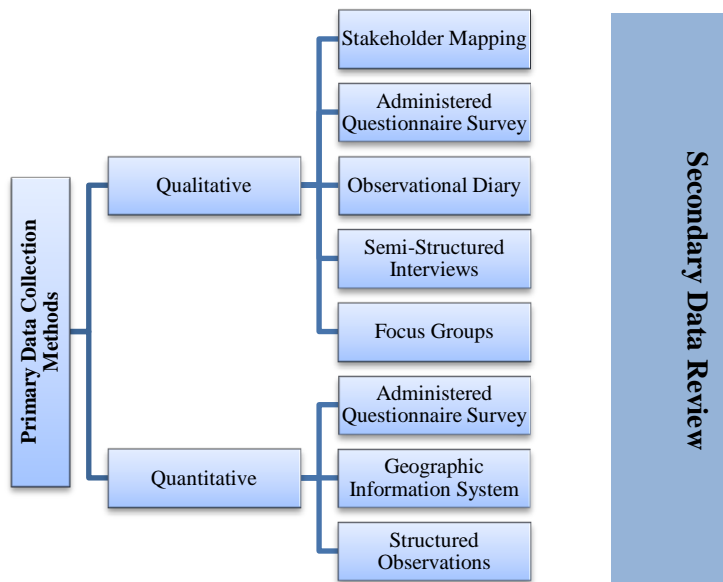 Primary Data Collection
Methods
Qualitative
Stakeholder Mapping
Administered
Questionnaire Survey
Observational Diary
Semi-Structured
Interviews
Focus Groups
Quantitative
Administered
Questionnaire Survey
Geographic
Information System
Structured
Observations
Secondary Data Review